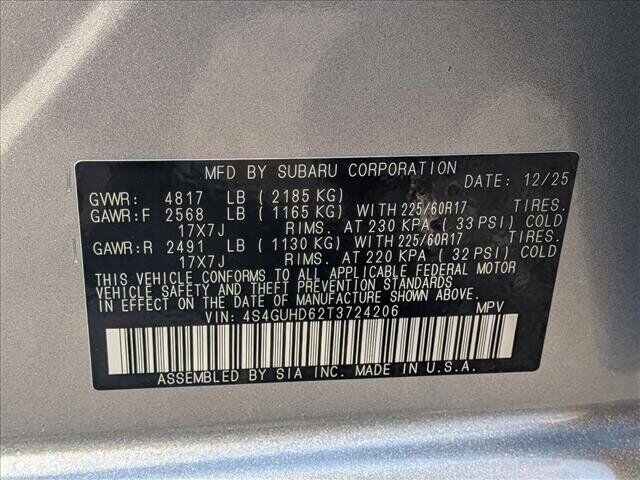 MFD BY SUBARU CORPORATION
DATE: 12/25
GVWR: 4817 LB (2185 KG)
GAWR:F 2568 LB (1165 KG) WITH 225/60R17 TIRES.
17X7J RIMS. AT 230 KPA (.33 PSI) COLD
GAWR:R 2491 LB (1130 KG) WITH 225/60R17 TIRES.
17X7J RIMS. AT 220 KPA (.32 PSI) COLD
THIS VEHICLE CONFORMS TO ALL APPLICABLE FEDERAL MOTOR
VEHICLE SAFETY AND THEFT PREVENTION STANDARDS
IN EFFECT ON THE DATE OF MANUFACTURE SHOWN ABOVE.
VIN: 4S4GUHD62T3724206 MPV
ASSEMBLED BY SIA INC. MADE IN U.S.A.